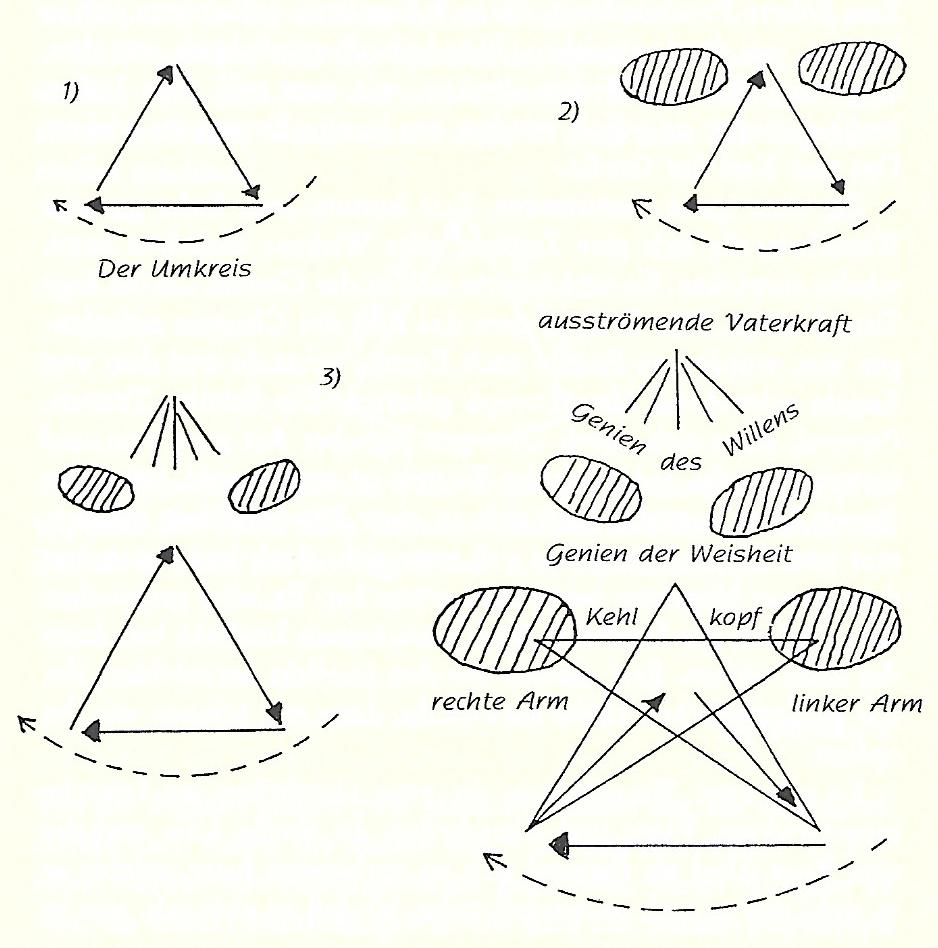 1)
2)
Der Umkreis
3)
ausströmende Vaterkraft
Genien des Willens
Genien der Weisheit
Kehl kopf
rechte Arm linker Arm